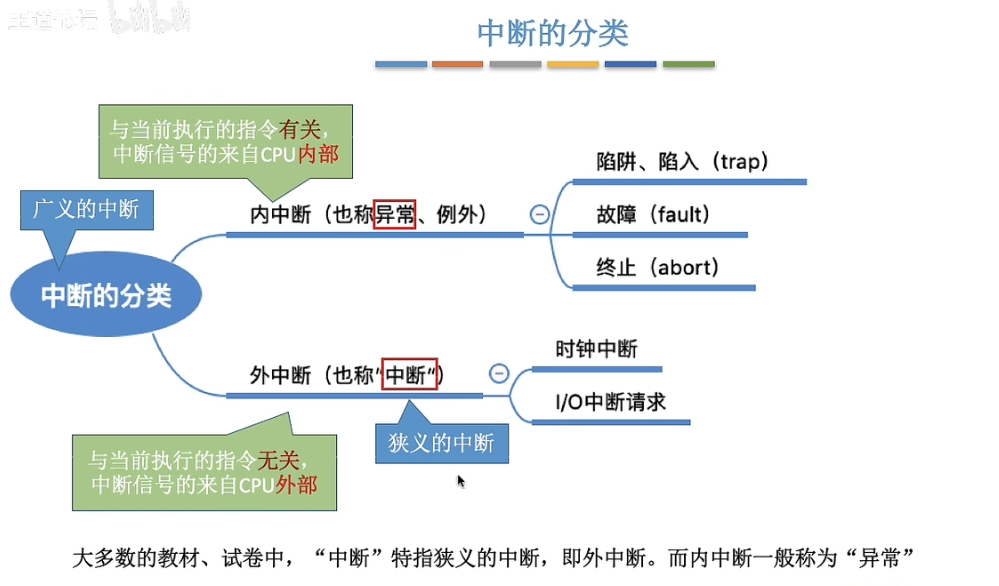 中断的分类
与当前执行的指令有关，
中断信号的来自CPU内部
广义的中断
中断的分类
内中断（也称异常、例外）
陷阱、陷入（trap）
故障（fault）
终止（abort）
外中断（也称“中断”）
时钟中断
I/O中断请求
狭义的中断
与当前执行的指令无关，
中断信号的来自CPU外部
大多数的教材、试卷中，“中断”特指狭义的中断，即外中断。而内中断一般称为“异常”